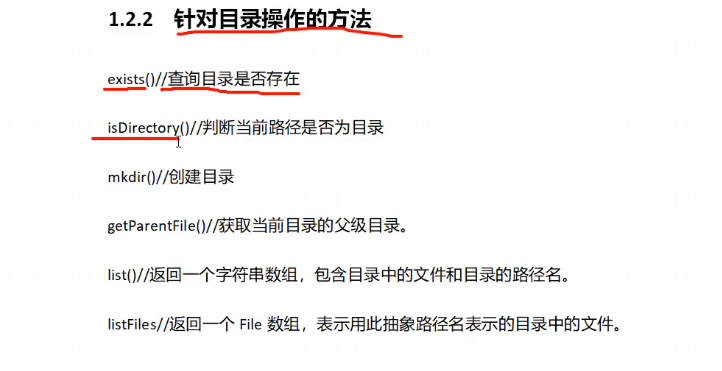 1.2.2 针对目录操作的方法
exists()//查询目录是否存在
isDirectory()//判断当前路径是否为目录
mkdir()//创建目录
getParentFile()//获取当前目录的父级目录。
list()//返回一个字符串数组，包含目录中的文件和目录的路径名。
listFiles//返回一个 File 数组，表示用此抽象路径名表示的目录中的文件。